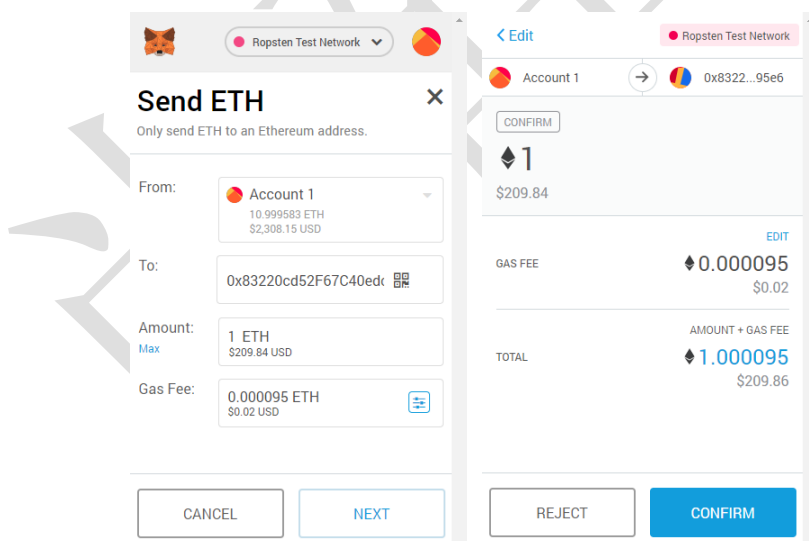 Ropsten Test Network
Send ETH
Only send ETH to an Ethereum address.
From:
Account 1
10.999583 ETH
$2,308.15 USD
To:
0x83220cd52F67C40edc
Amount:
Max
1 ETH
$209.84 USD
Gas Fee:
0.000095 ETH
$0.02 USD
CANCEL
NEXT
< Edit
Ropsten Test Network
Account 1
0x8322...95e6
CONFIRM
1
$209.84
EDIT
GAS FEE
0.000095
$0.02
AMOUNT + GAS FEE
TOTAL
1.000095
$209.86
REJECT
CONFIRM